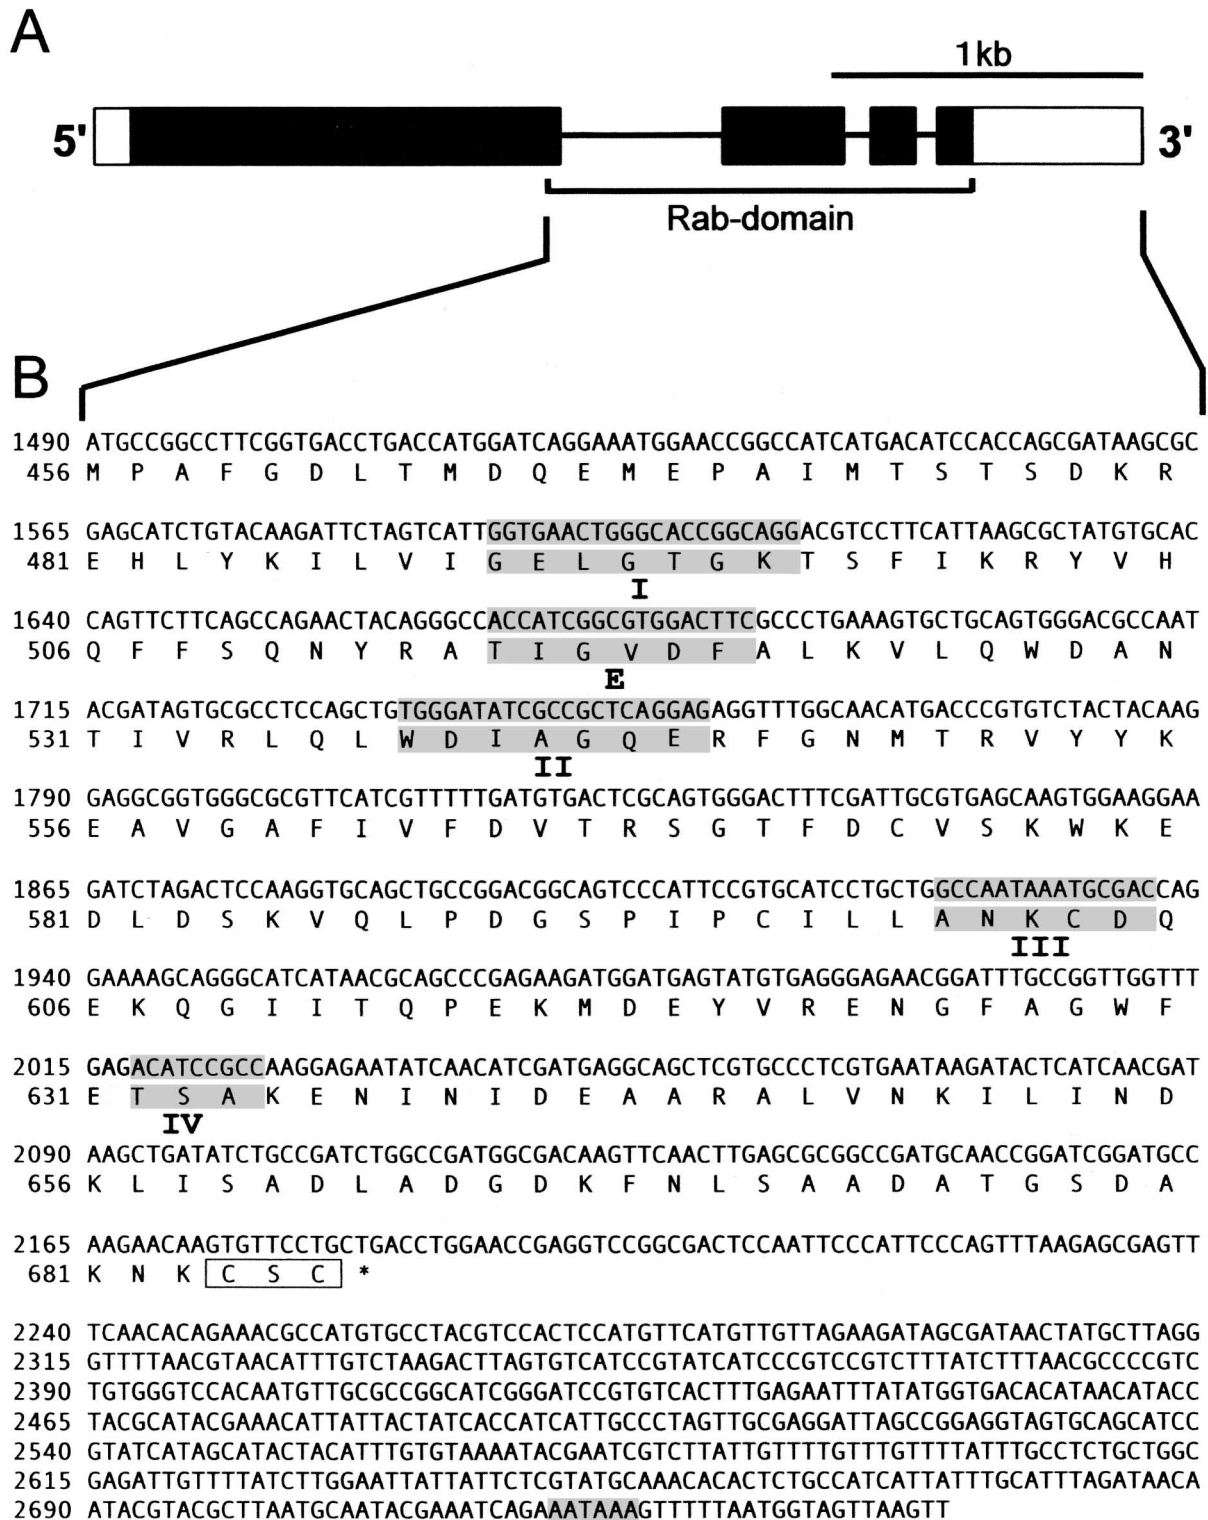 A
1kb
5'
3'
Rab-domain
B
1490 ATGCCGGCCTTCGGTGACCTGACCATGGATCAGGAAATGGAACCGGCCATCATGACATCCACCAGCGATAAGCGC
456 M P A F G D L T M D Q E M E P A I M T S T S D K R
1565 GAGCATCTGTACAAGATTCTAGTCATTGGTGAACTGGGCACCGGCAGGACGTCCTTCATTAAGCGCTATGTGCAC
481 E H L Y K I L V I G E L G T G K T S F I K R Y V H
I
1640 CAGTTCTTCAGCCAGAACTACAGGGCCACCATCGGCGTGGACTTCGCCCTGAAAGTGCTGCAGTGGGACGCCAAT
506 Q F F S Q N Y R A T I G V D F A L K V L Q W D A N
E
1715 ACGATAGTGCGCCTCCAGCTGTGGGATATCGCCGCTCAGGAGAGGTTTGGCAACATGACCCGTGTCTACTACAAG
531 T I V R L Q L W D I A G Q E R F G N M T R V Y Y K
II
1790 GAGGCGGTGGGCGCGTTCATCGTTTTTGATGTGACTCGCAGTGGGACTTTCGATTGCGTGAGCAAGTGGAAGGAA
556 E A V G A F I V F D V T R S G T F D C V S K W K E
1865 GATCTAGACTCCAAGGTGCAGCTGCCGGACGGCAGTCCCATTCCGTGCATCCTGCTGGCCAATAAATGCGACCAG
581 D L D S K V Q L P D G S P I P C I L L A N K C D Q
III
1940 GAAAAGCAGGGCATCATAACGCAGCCCGAGAAGATGGATGAGTATGTGAGGGAGAACGGATTTGCCGGTTGGTTT
606 E K Q G I I T Q P E K M D E Y V R E N G F A G W F
2015 GAGACATCCGCCAAGGAGAATATCAACATCGATGAGGCAGCTCGTGCCCTCGTGAATAAGATACTCATCAACGAT
631 E T S A K E N I N I D E A A R A L V N K I L I N D
IV
2090 AAGCTGATATCTGCCGATCTGGCCGATGGCGACAAGTTCAACTTGAGCGCGGCCGATGCAACCGGATCGGATGCC
656 K L I S A D L A D G D K F N L S A A D A T G S D A
2165 AAGAACAAGTGTTCCTGCTGACCTGGAACCGAGGTCCGGCGACTCCAATTCCCATTCCCAGTTTAAGAGCGAGTT
681 K N K C S C *
2240 TCAACACAGAAACGCCATGTGCCTACGTCCACTCCATGTTCATGTTGTTAGAAGATAGCGATAACTATGCTTAGG
2315 GTTTTAACGTAACATTTGTCTAAGACTTAGTGTCATCCGTATCATCCCGTCCGTCTTTATCTTTAACGCCCCGTC
2390 TGTGGGTCCACAATGTTGCGCCGGCATCGGGATCCGTGTCACTTTGAGAATTTATATGGTGACACATAACATACC
2465 TACGCATACGAAACATTATTACTATCACCATCATTGCCCTAGTTGCGAGGATTAGCCGGAGGTAGTGCAGCATCC
2540 GTATCATAGCATACTACATTTGTGTAAAATACGAATCGTCTTATTGTTTTGTTTGTTTTATTTGCCTCTGCTGGC
2615 GAGATTGTTTTATCTTGGAATTATTATTCTCGTATGCAAACACACTCTGCCATCATTATTTGCATTTAGATAACA
2690 ATACGTACGCTTAATGCAATACGAAATCAGAAATAAAGTTTTTAATGGTAGTTAAGTT